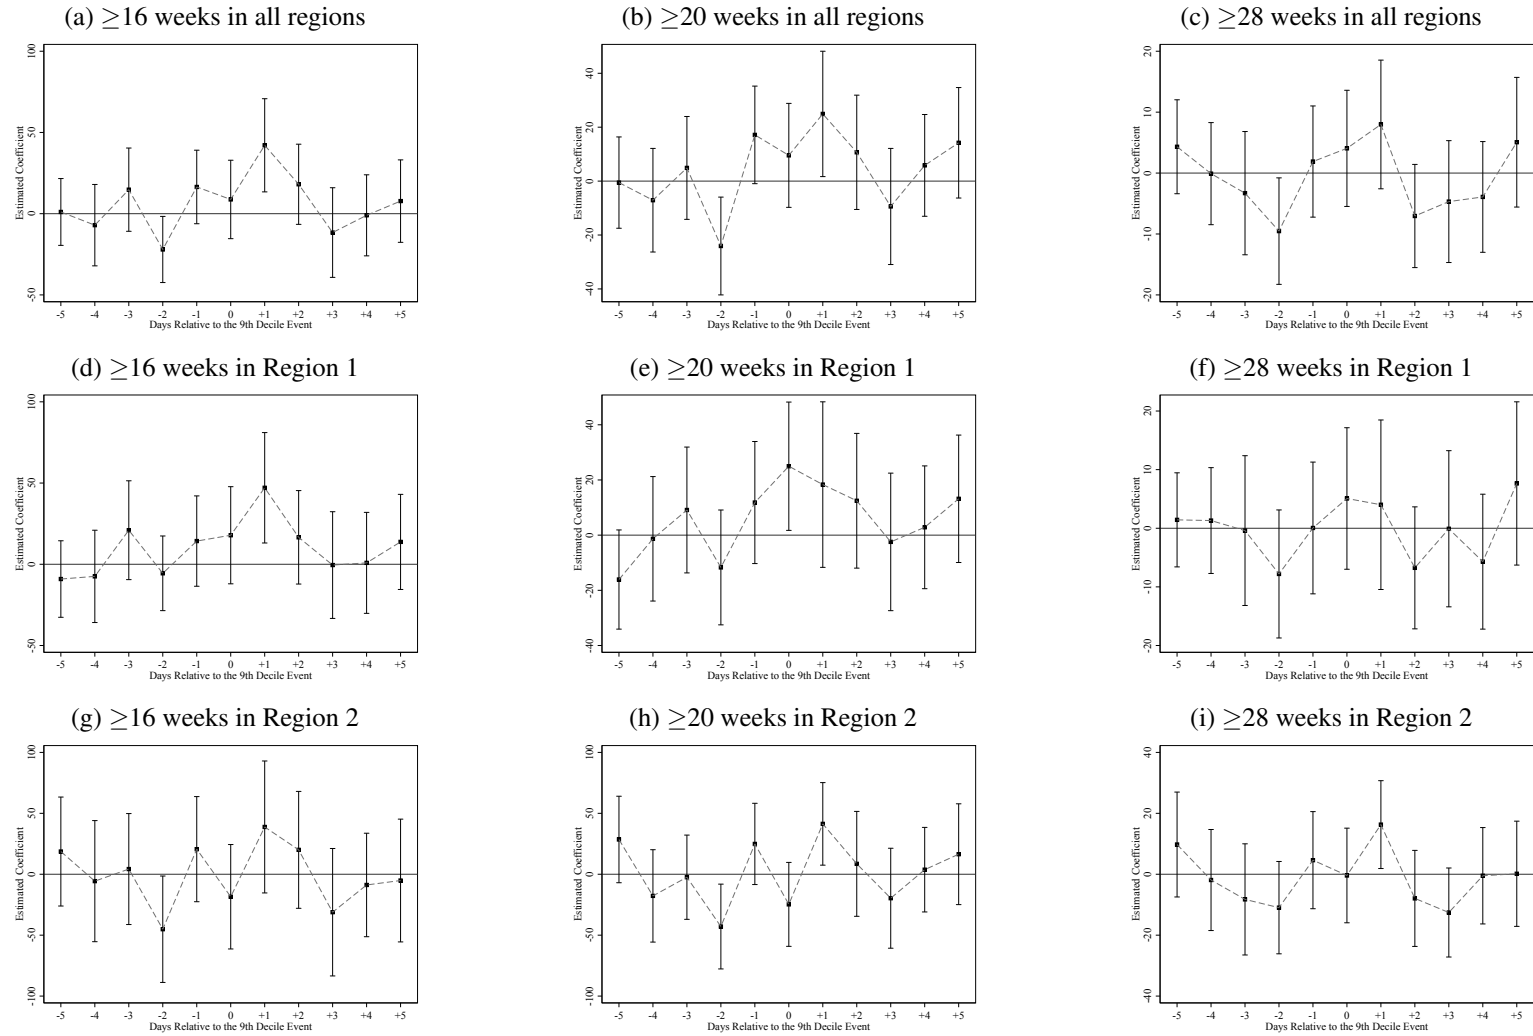 (a) ≥16 weeks in all regions
(b) ≥20 weeks in all regions
(c) ≥28 weeks in all regions
Estimated Coefficient
100
50
0
-50
-5 -4 -3 -2 -1 0 +1 +2 +3 +4 +5
Days Relative to the 9th Decile Event
Estimated Coefficient
40
20
0
-20
-40
-5 -4 -3 -2 -1 0 +1 +2 +3 +4 +5
Days Relative to the 9th Decile Event
Estimated Coefficient
20
10
0
-10
-20
-5 -4 -3 -2 -1 0 +1 +2 +3 +4 +5
Days Relative to the 9th Decile Event
(d) ≥16 weeks in Region 1
(e) ≥20 weeks in Region 1
(f) ≥28 weeks in Region 1
Estimated Coefficient
100
50
0
-50
-5 -4 -3 -2 -1 0 +1 +2 +3 +4 +5
Days Relative to the 9th Decile Event
Estimated Coefficient
40
20
0
-20
-40
-5 -4 -3 -2 -1 0 +1 +2 +3 +4 +5
Days Relative to the 9th Decile Event
Estimated Coefficient
20
10
0
-10
-20
-5 -4 -3 -2 -1 0 +1 +2 +3 +4 +5
Days Relative to the 9th Decile Event
(g) ≥16 weeks in Region 2
(h) ≥20 weeks in Region 2
(i) ≥28 weeks in Region 2
Estimated Coefficient
100
50
0
-50
-100
-5 -4 -3 -2 -1 0 +1 +2 +3 +4 +5
Days Relative to the 9th Decile Event
Estimated Coefficient
100
50
0
-50
-100
-5 -4 -3 -2 -1 0 +1 +2 +3 +4 +5
Days Relative to the 9th Decile Event
Estimated Coefficient
40
20
0
-20
-40
-5 -4 -3 -2 -1 0 +1 +2 +3 +4 +5
Days Relative to the 9th Decile Event